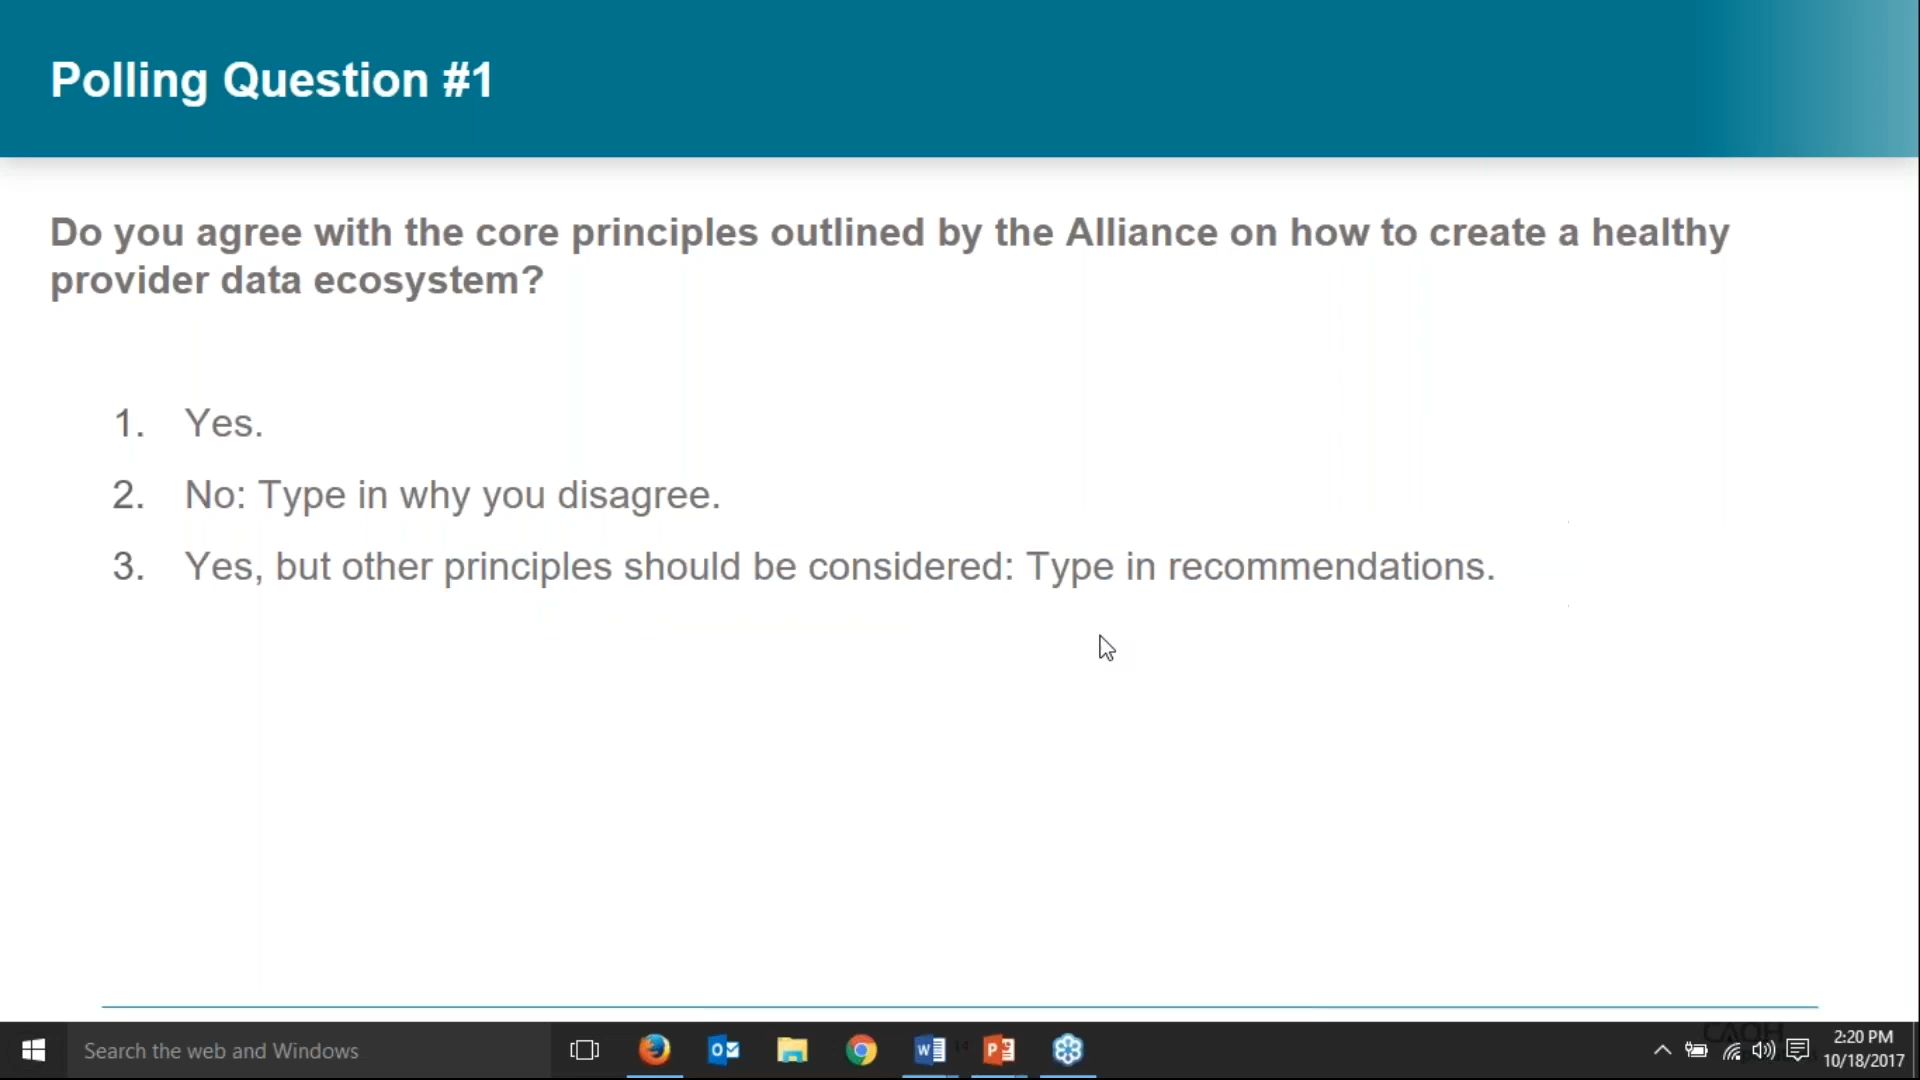 Polling Question #1
Do you agree with the core principles outlined by the Alliance on how to create a healthy
provider data ecosystem?
1. Yes.
2. No: Type in why you disagree.
3. Yes, but other principles should be considered: Type in recommendations.
Search the web and Windows
14
CAQH
2:20 PM
10/18/2017